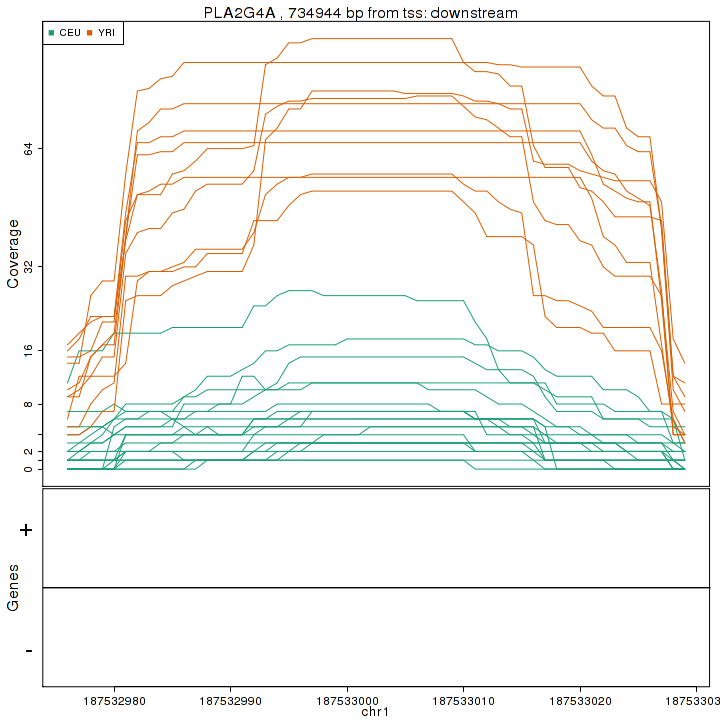 PLA2G4A , 734944 bp from tss: downstream
CEU YRI
64
32
16
8
2
0
Coverage
+
-
Genes
187532980 187532990 187533000 187533010 187533020 18753303
chr1